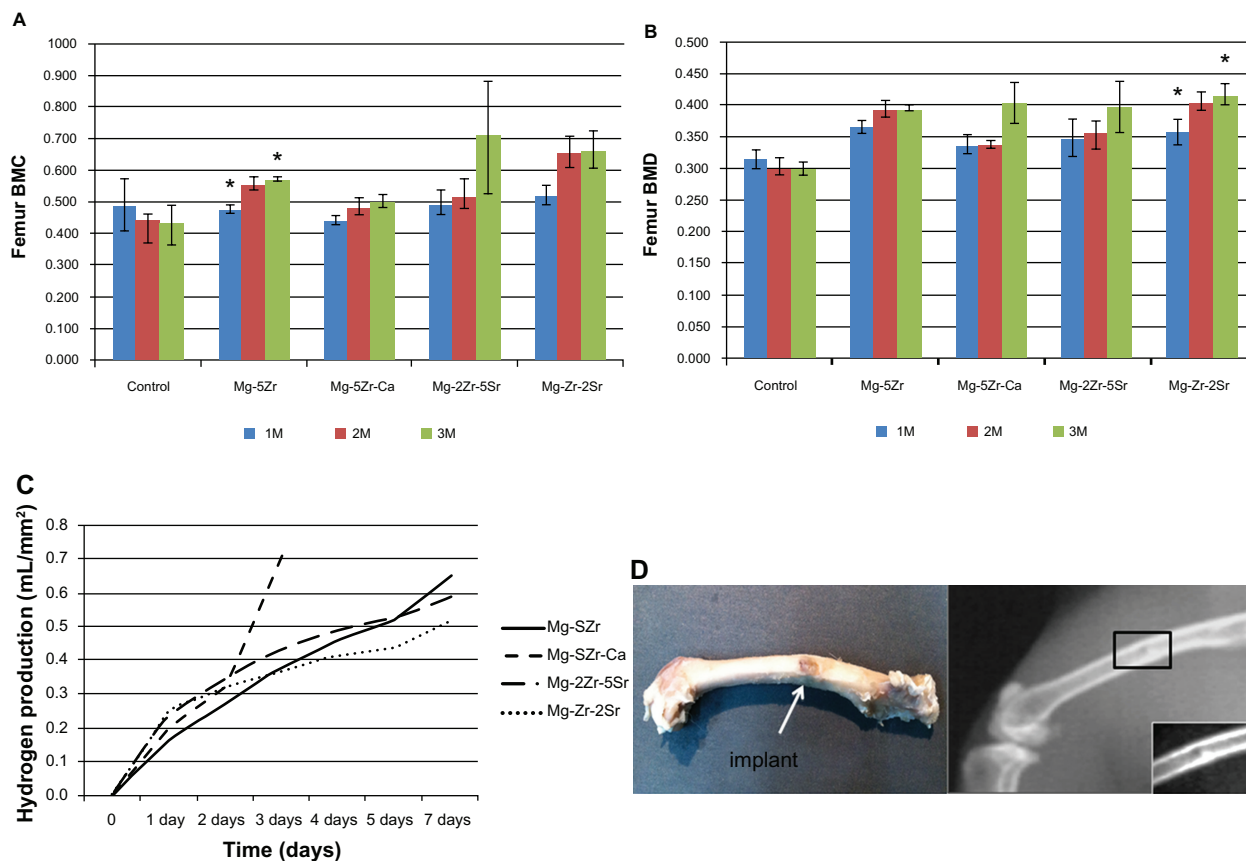 A
Femur BMC
1000
0.900
0.800
0.700
0.600
0.500
0.400
0.300
0.200
0.100
0.000
*
*
Control
Mg-5Zr
Mg-5Zr-Ca
Mg-2Zr-5Sr
Mg-Zr-2Sr
1M
2M
3M
B
Femur BMD
0.500
0.450
0.400
0.350
0.300
0.250
0.200
0.150
0.100
0.050
0.000
*
*
Control
Mg-5Zr
Mg-5Zr-Ca
Mg-2Zr-5Sr
Mg-Zr-2Sr
1M
2M
3M
C
Hydrogen production (mL/mm²)
0.8
0.7
0.6
0.5
0.4
0.3
0.2
0.1
0.0
0
1 day
2 days
3 days
4 days
5 days
7 days
Time (days)
Mg-SZr
Mg-SZr-Ca
Mg-2Zr-5Sr
Mg-Zr-2Sr
D
implant